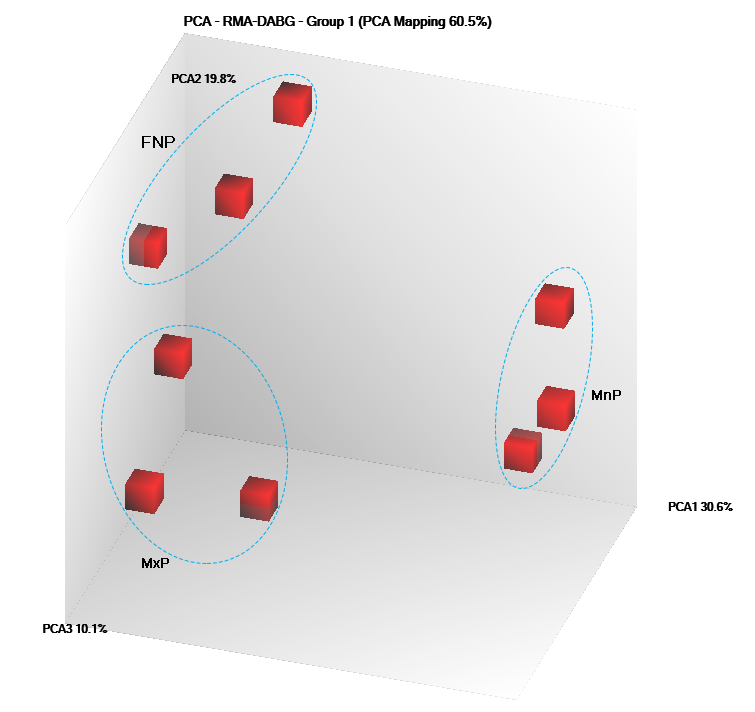 PCA - RMA-DABG - Group 1 (PCA Mapping 60.5%)
PCA2 19.8%
FNP
MnP
PCA1 30.6%
MxP
PCA3 10.1%